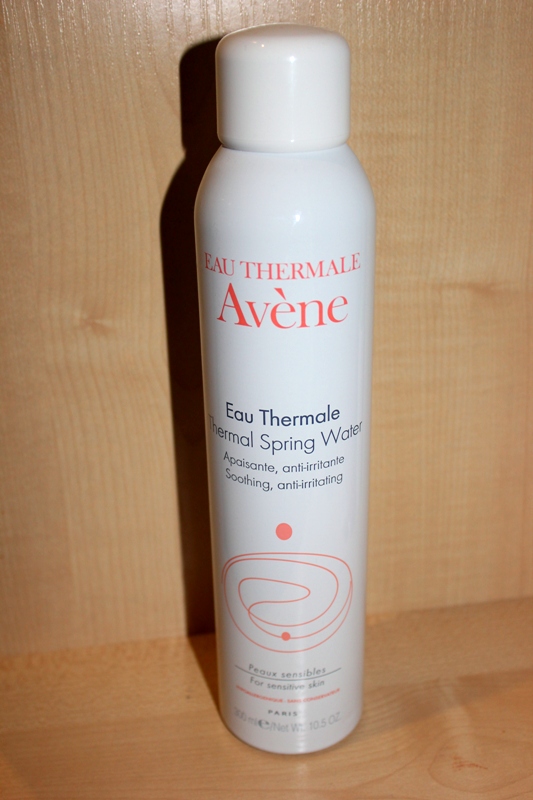 EAU THERMALE
Avène
Eau Thermale
Thermal Spring Water
Apaisante, anti-irritante
Soothing, anti-irritating
Peaux sensibles
For sensitive skin
PARIS
300 ml ℮/Net Wt. 10.5 OZ.